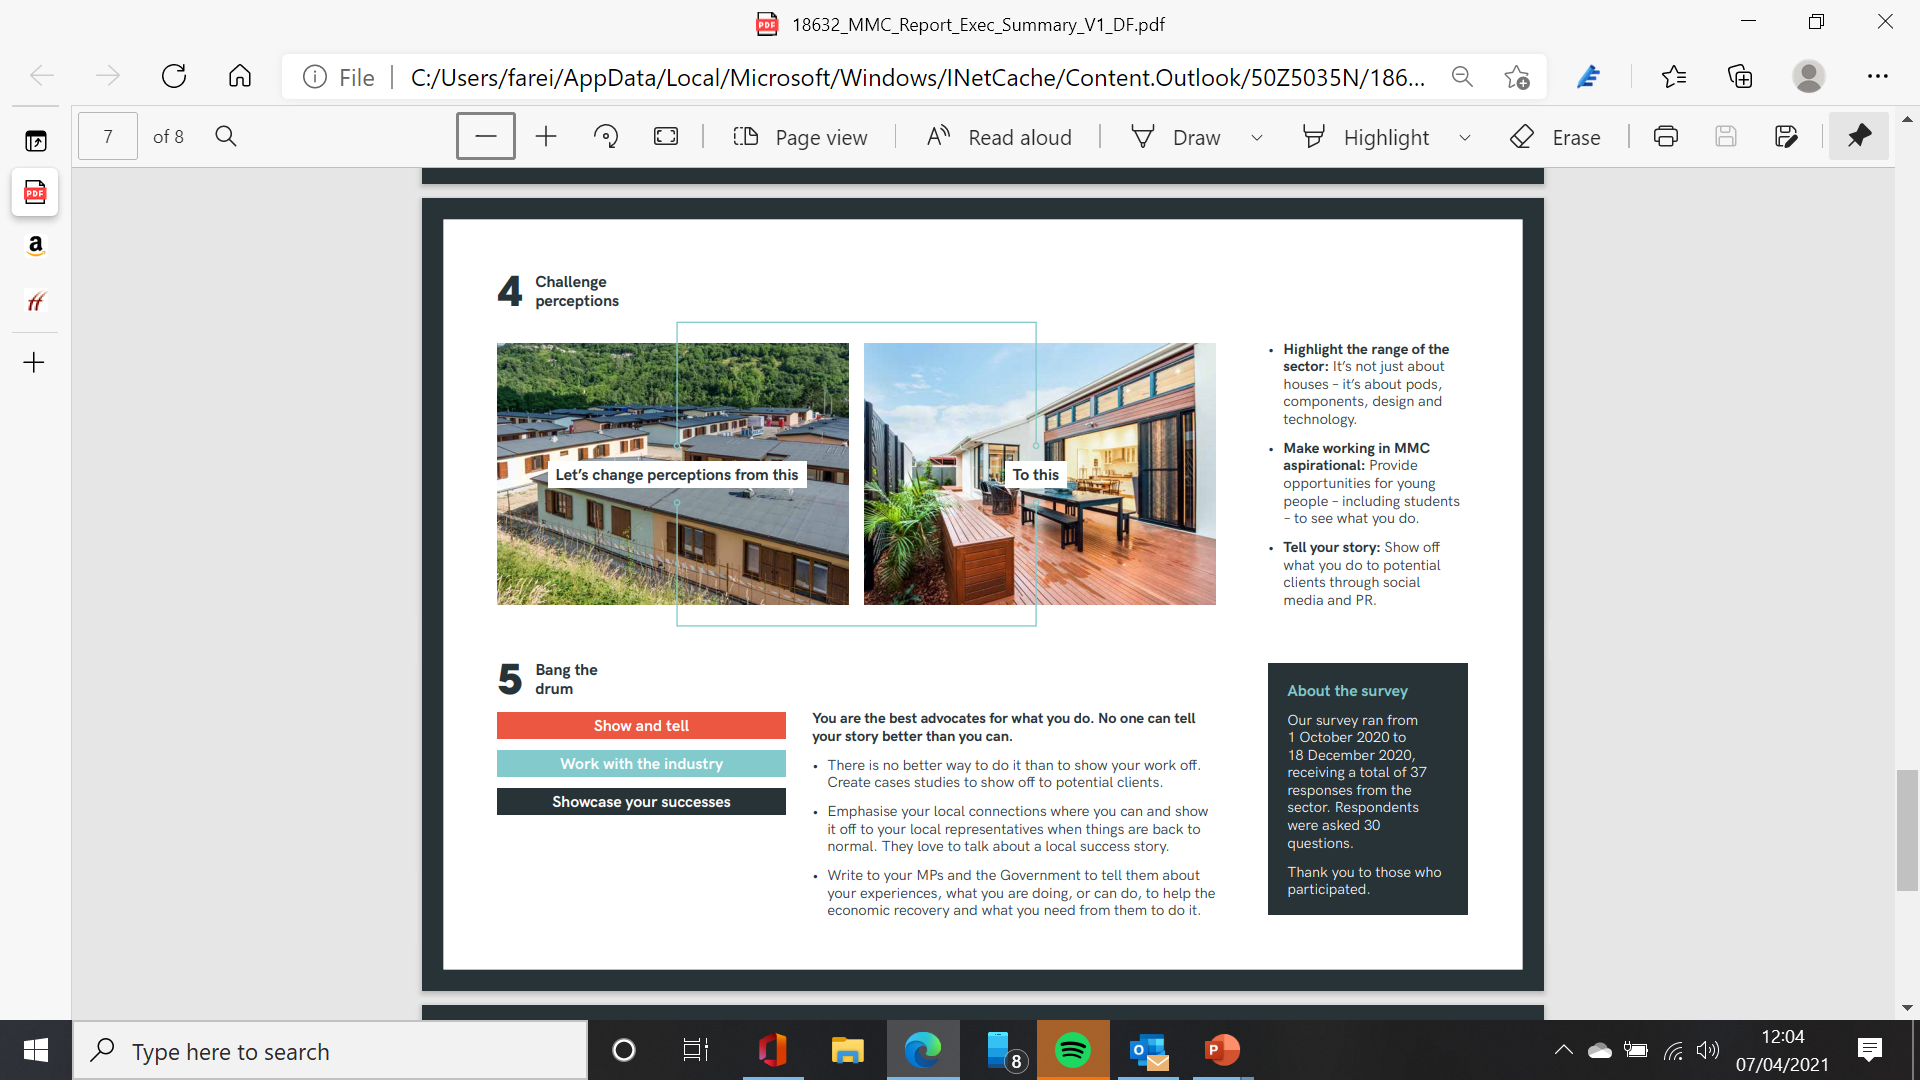 18632_MMC_Report_Exec_Summary_V1_DF.pdf
File
C:/Users/farei/AppData/Local/Microsoft/Windows/INetCache/Content.Outlook/50Z5035N/186...
7 of 8
Page view
Read aloud
Draw
Highlight
Erase
4 Challenge
perceptions
Let's change perceptions from this
To this
• Highlight the range of the
sector: It's not just about
houses – it's about pods,
components, design and
technology.
• Make working in MMC
aspirational: Provide
opportunities for young
people – including students
– to see what you do.
• Tell your story: Show off
what you do to potential
clients through social
media and PR.
5 Bang the
drum
Show and tell
Work with the industry
Showcase your successes
You are the best advocates for what you do. No one can tell
your story better than you can.
• There is no better way to do it than to show your work off.
Create cases studies to show off to potential clients.
• Emphasise your local connections where you can and show
it off to your local representatives when things are back to
normal. They love to talk about a local success story.
• Write to your MPs and the Government to tell them about
your experiences, what you are doing, or can do, to help the
economic recovery and what you need from them to do it.
About the survey
Our survey ran from
1 October 2020 to
18 December 2020,
receiving a total of 37
responses from the
sector. Respondents
were asked 30
questions.
Thank you to those who
participated.
Type here to search
8
12:04
07/04/2021